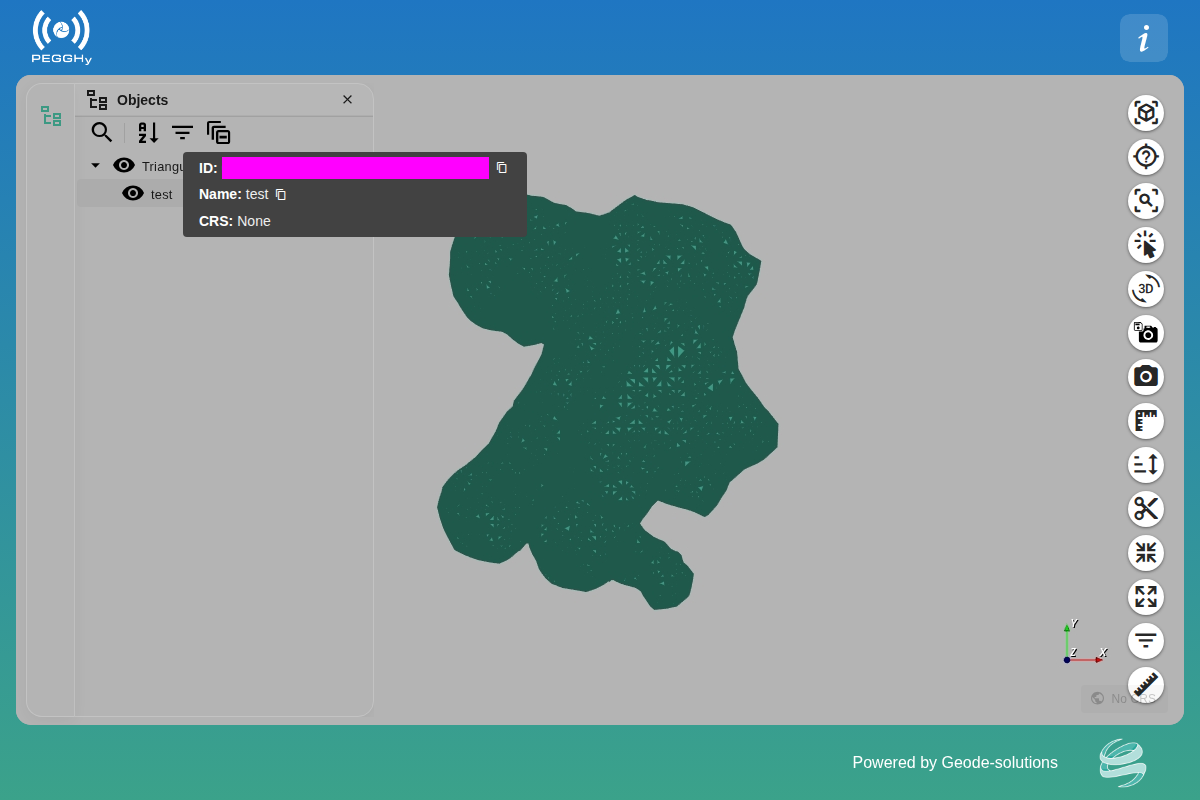 PEGGHy
i
Objects
A
Z
Triangu
test
ID:
Name: test
CRS: None
3D
Y
Z X
No CRS
Powered by Geode-solutions